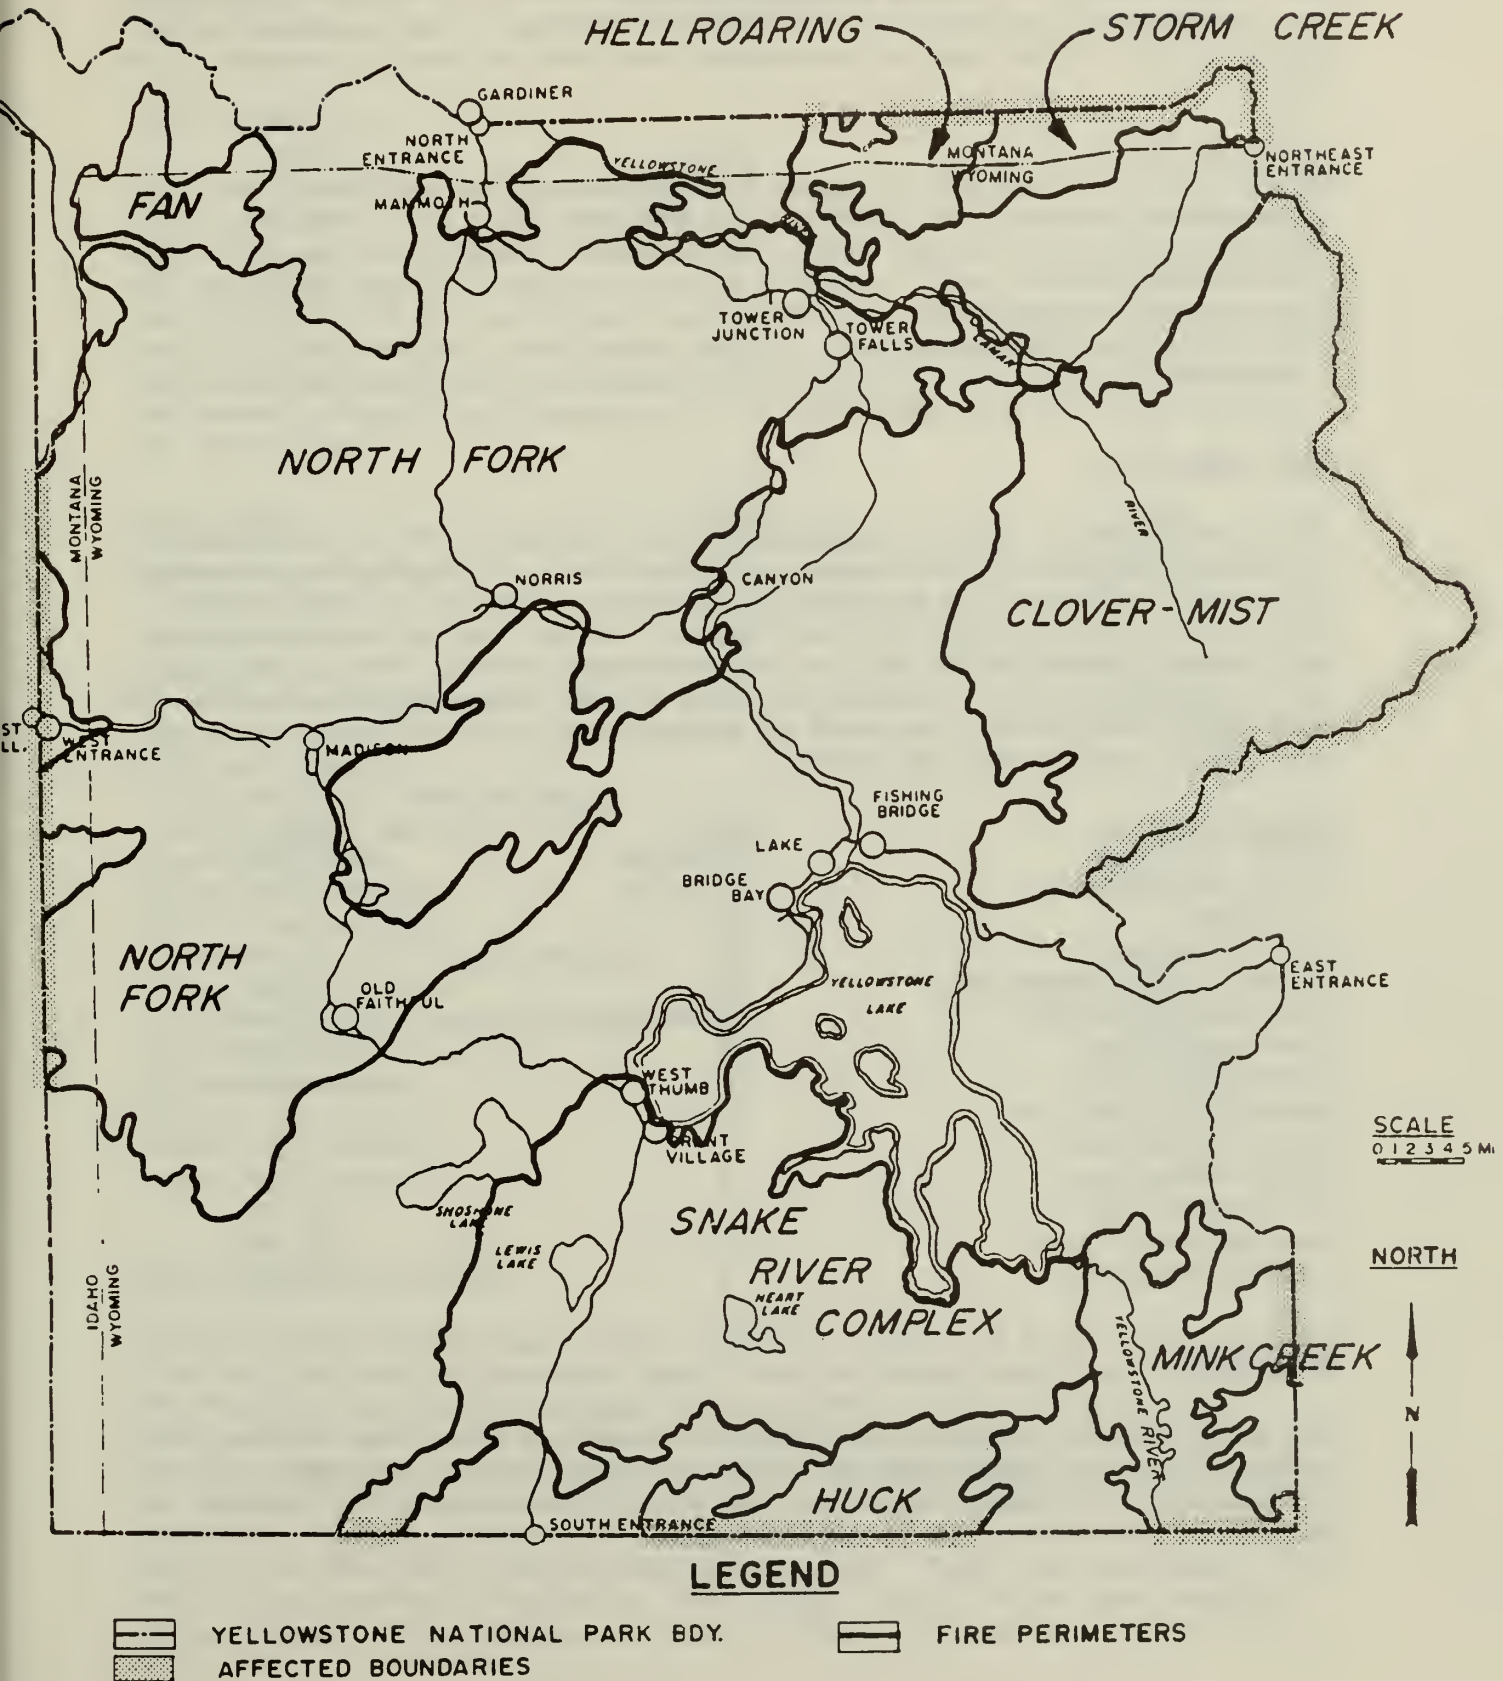 HELLROARING
STORM CREEK
GARDINER
NORTH
ENTRANCE
YELLOWSTONE
MONTANA
WYOMING
NORTHEAST
ENTRANCE
FAN
MAMMOTH
RIVER
TOWER
JUNCTION
TOWER
FALLS
LAMAR
RIVER
NORTH FORK
MONTANA
WYOMING
NORRIS
CANYON
CLOVER-MIST
ST
LL.
WEST
ENTRANCE
MADISON
FISHING
BRIDGE
LAKE
BRIDGE
BAY
NORTH
FORK
OLD
FAITHFUL
YELLOWSTONE
LAKE
EAST
ENTRANCE
WEST
THUMB
GRANT
VILLAGE
SCALE
0 1 2 3 4 5 MI
SHOSHONE
LAKE
LEWIS
LAKE
SNAKE
RIVER
COMPLEX
HEART
LAKE
IDAHO
WYOMING
NORTH
N
YELLOWSTONE RIVER
MINK CREEK
HUCK
SOUTH ENTRANCE
LEGEND
YELLOWSTONE NATIONAL PARK BDY.
FIRE PERIMETERS
AFFECTED BOUNDARIES